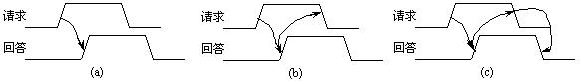 请求 请求 请求
回答 回答 回答
(a) (b) (c)